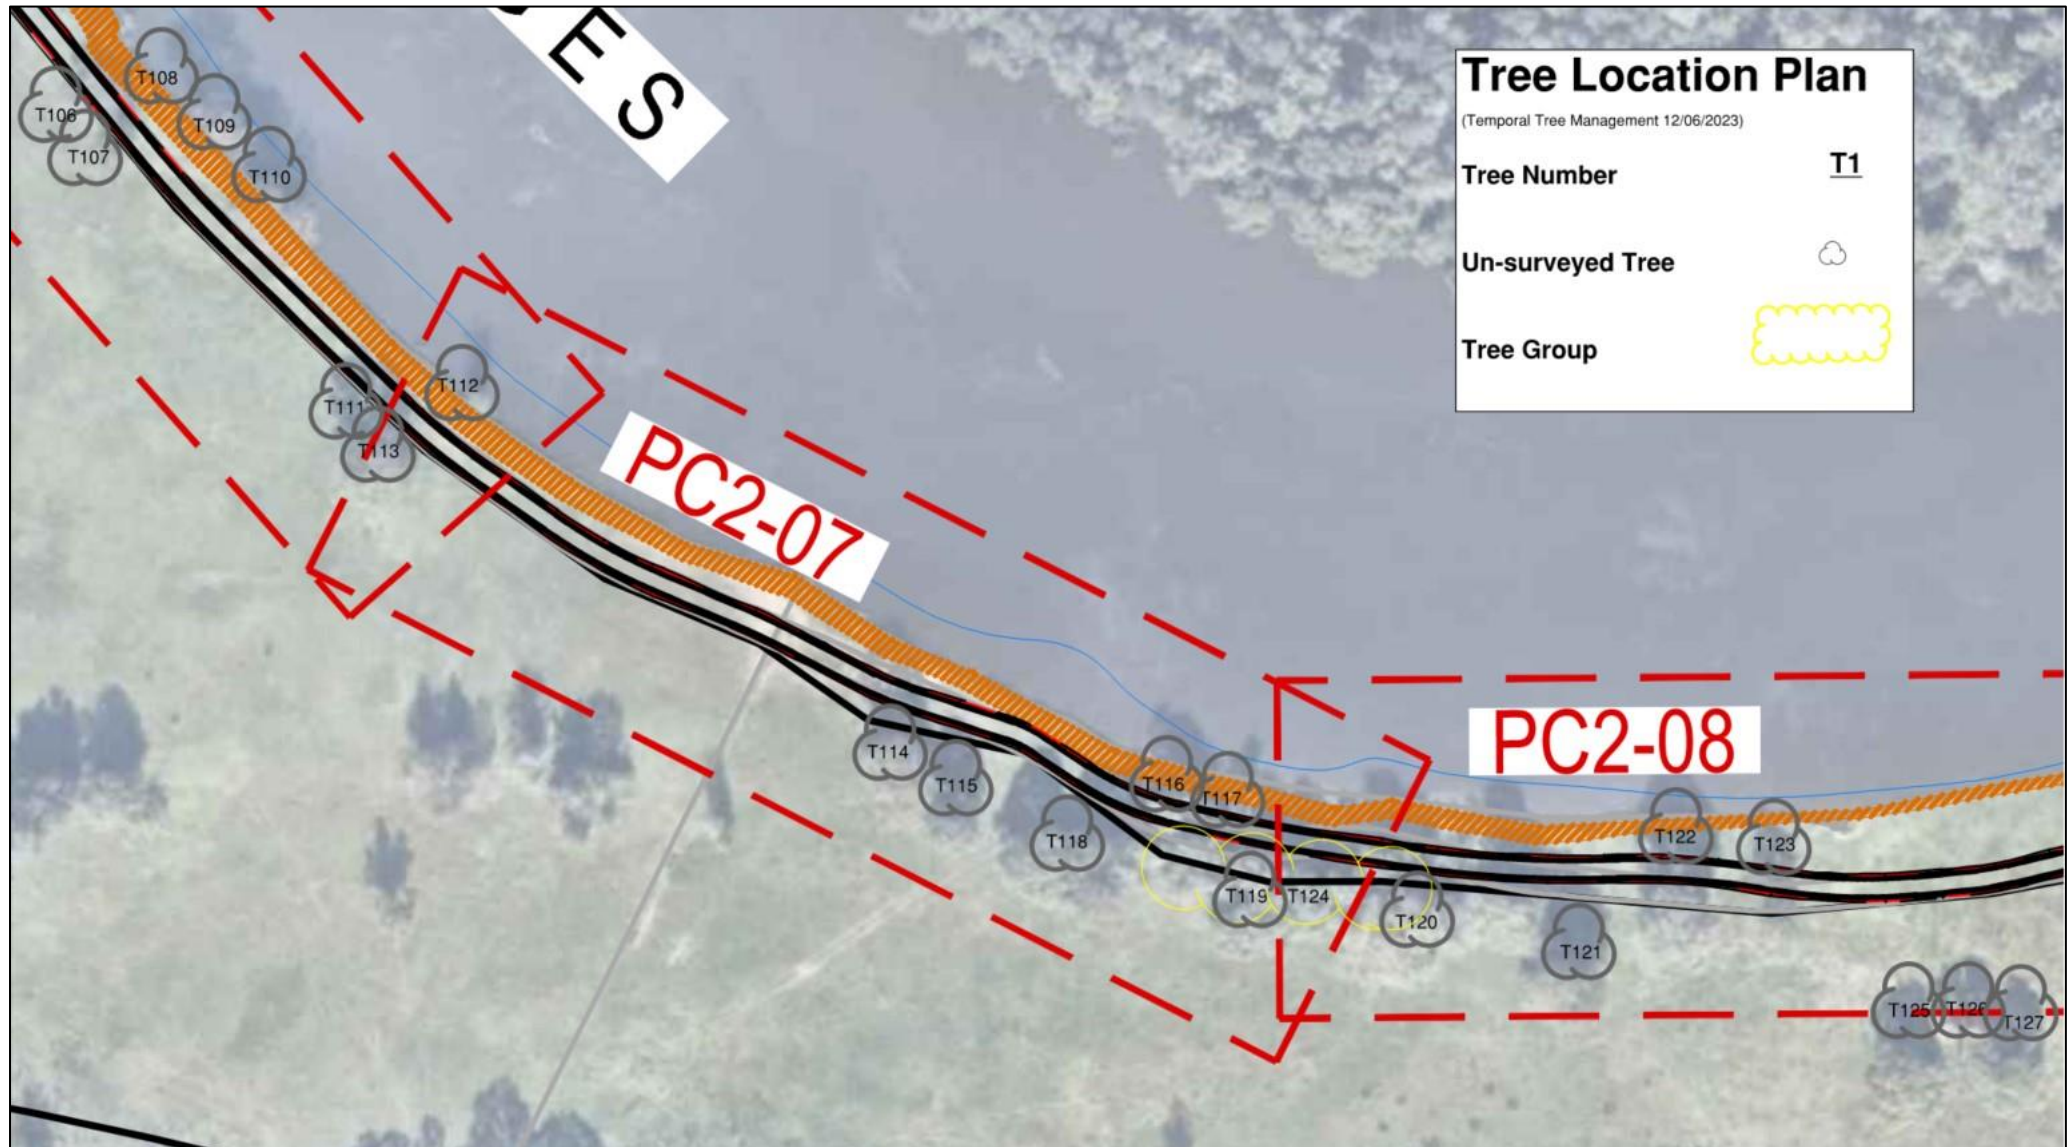 E S
Tree Location Plan
(Temporal Tree Management 12/06/2023)
Tree Number T1
Un-surveyed Tree
Tree Group
T106
T107
T108
T109
T110
T111
T112
T113
PC2-07
T114
T115
T118
T116
T117
PC2-08
T119
T124
T120
T121
T122
T123
T125
T126
T127